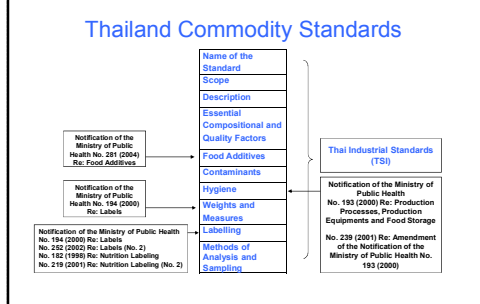 Thailand Commodity Standards
Name of the
Standard
Scope
Description
Essential
Compositional and
Quality Factors
Food Additives
Contaminants
Hygiene
Weights and
Measures
Labelling
Methods of
Analysis and
Sampling
Notification of the
Ministry of Public
Health No. 281 (2004)
Re: Food Additives
Notification of the
Ministry of Public
Health No. 194 (2000)
Re: Labels
Notification of the Ministry of Public Health
No. 194 (2000) Re: Labels
No. 252 (2002) Re: Labels (No. 2)
No. 182 (1998) Re: Nutrition Labeling
No. 219 (2001) Re: Nutrition Labeling (No. 2)
Thai Industrial Standards
(TSI)
Notification of the Ministry of
Public Health
No. 193 (2000) Re: Production
Processes, Production
Equipments and Food Storage
No. 239 (2001) Re: Amendment
of the Notification of the
Ministry of Public Health No.
193 (2000)